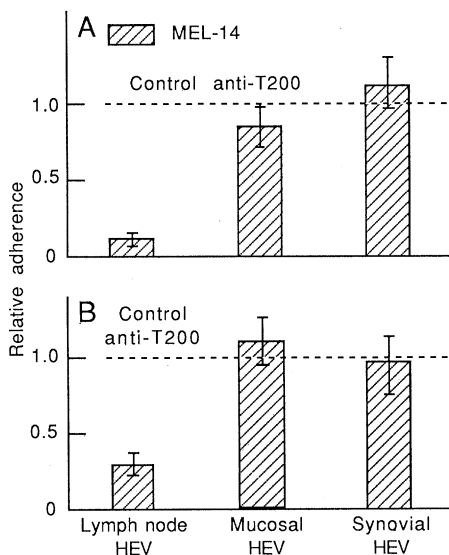 A
MEL-14
Control anti-T200
1.0
0.5
0
Relative adherence
B
Control
anti-T200
1.0
0.5
0
Lymph node Mucosal Synovial
HEV HEV HEV